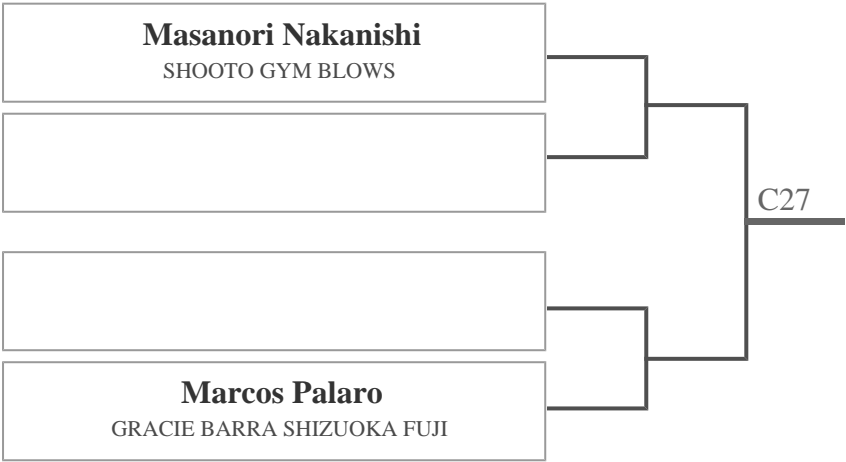 Masanori Nakanishi
SHOOTO GYM BLOWS
C27
Marcos Palaro
GRACIE BARRA SHIZUOKA FUJI